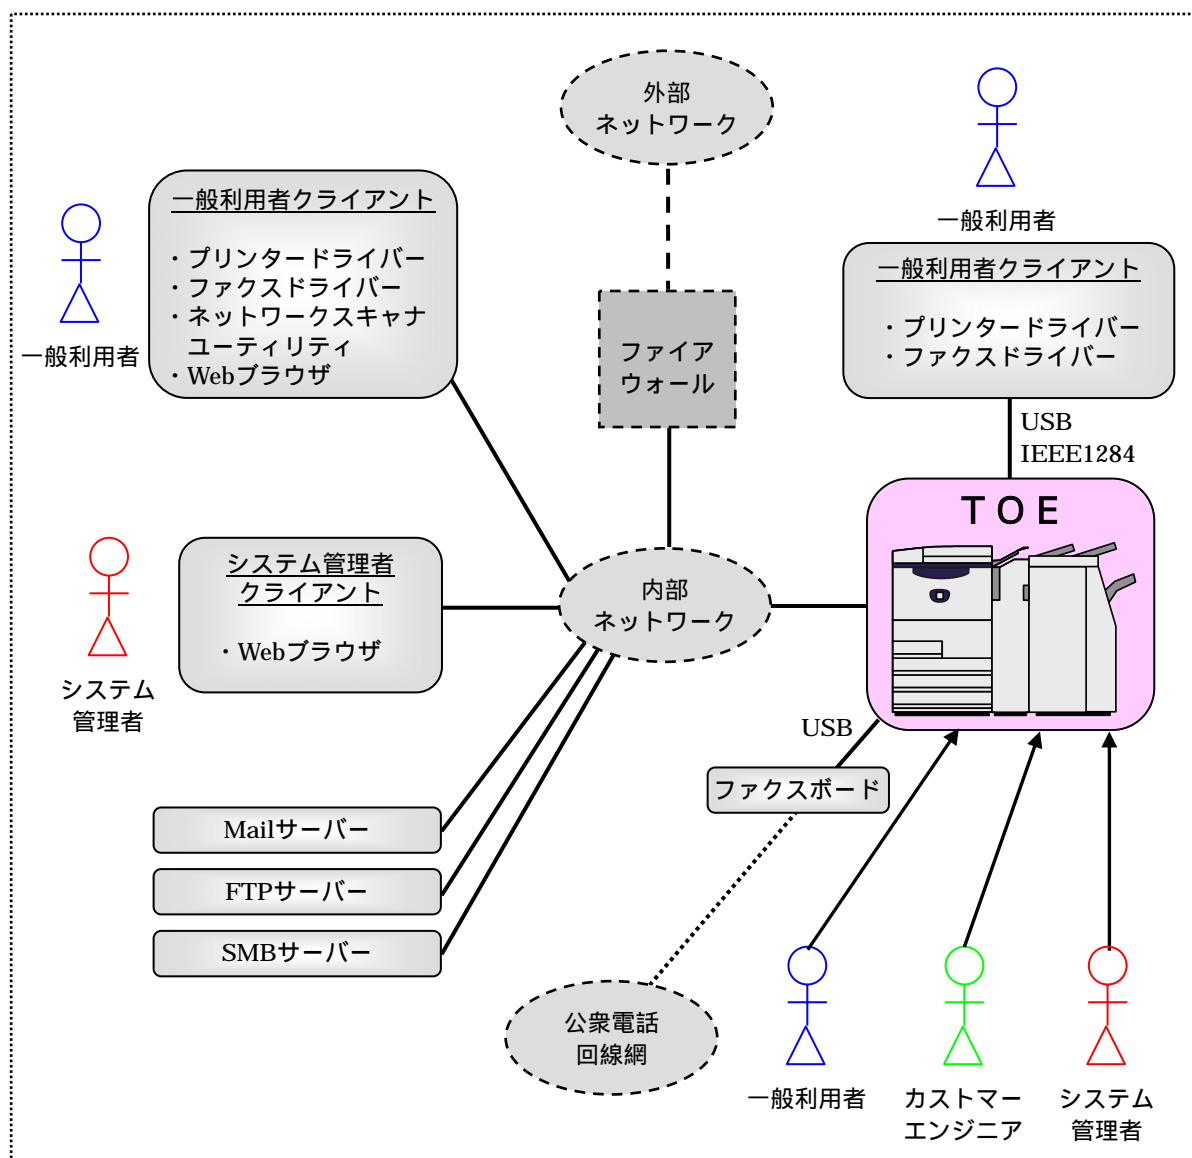 外部
ネットワーク
一般利用者
一般利用者クライアント
・プリンタードライバー
・ファクスドライバー
・ネットワークスキャナ
ユーティリティ
・Webブラウザ
一般利用者
一般利用者クライアント
・プリンタードライバー
・ファクスドライバー
ファイア
ウォール
USB
IEEE1284
TOE
システム管理者
クライアント
・Webブラウザ
システム
管理者
内部
ネットワーク
USB
ファクスボード
Mailサーバー
FTPサーバー
SMBサーバー
公衆電話
回線網
一般利用者
カストマー
エンジニア
システム
管理者